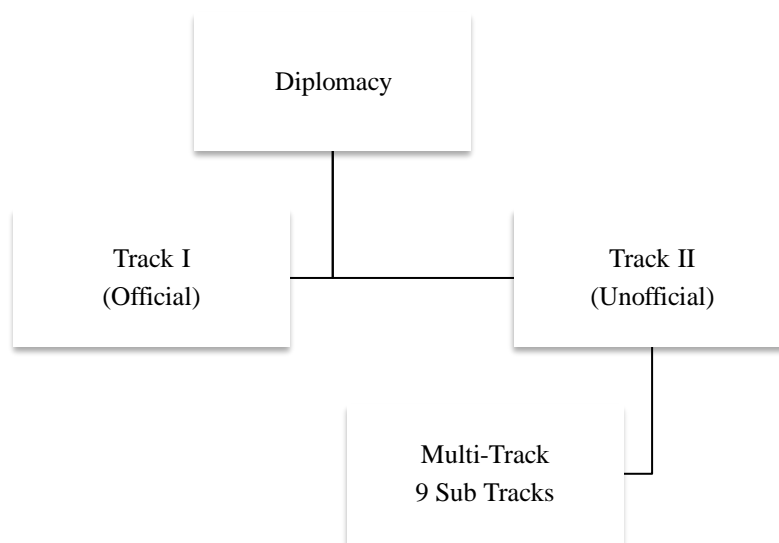 Diplomacy
Track I
(Official)
Track II
(Unofficial)
Multi-Track
9 Sub Tracks